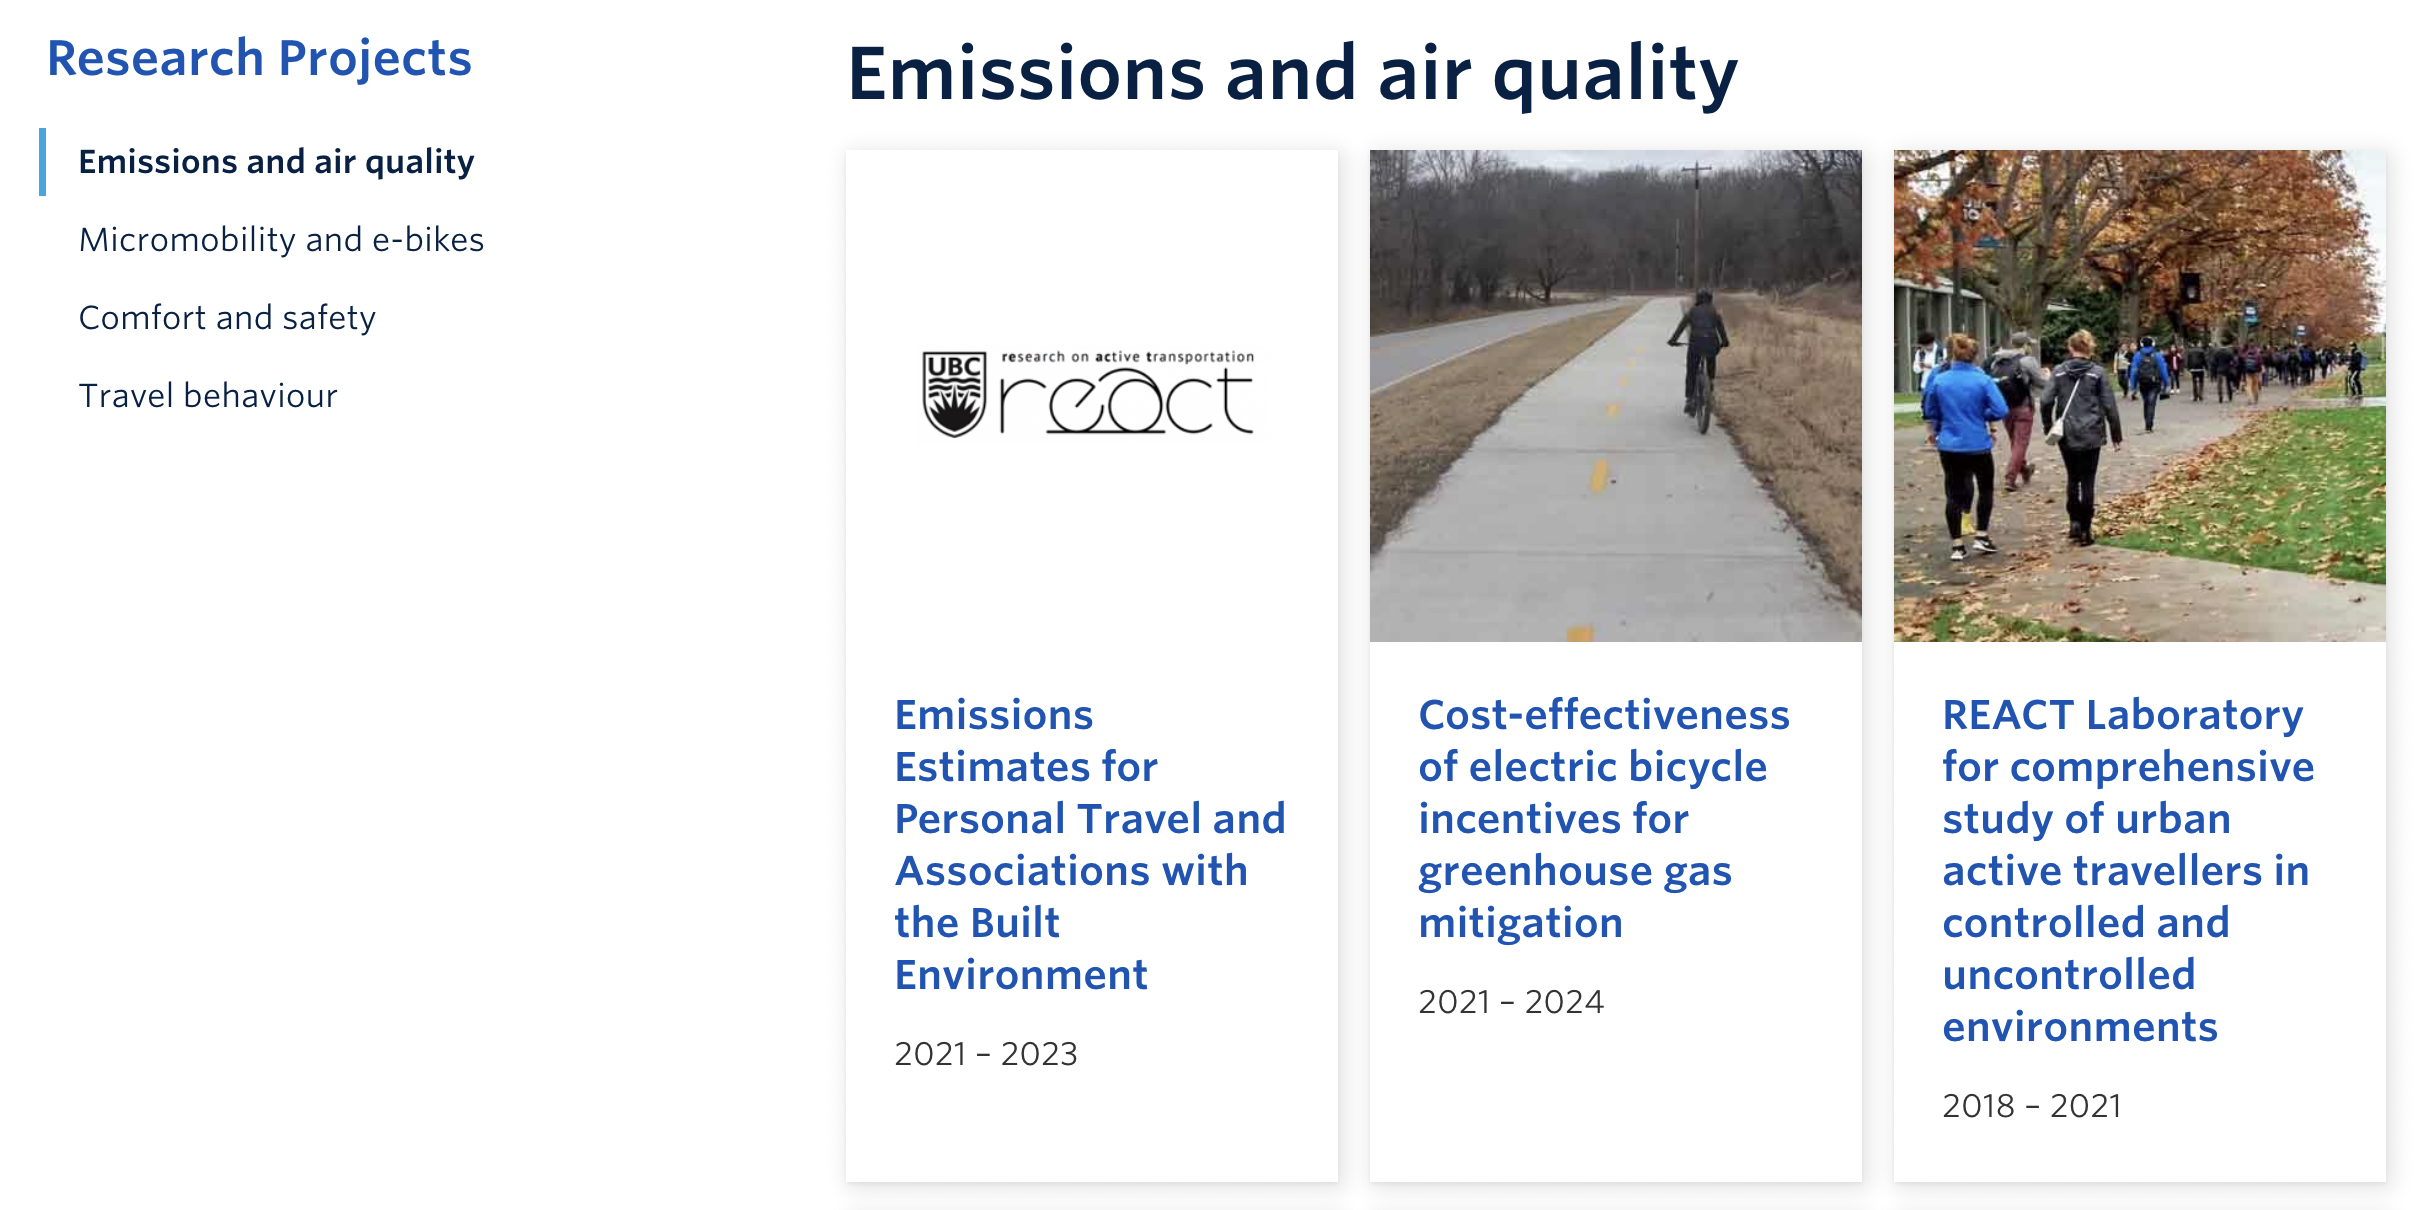 Research Projects
Emissions and air quality
Micromobility and e-bikes
Comfort and safety
Travel behaviour
Emissions and air quality
UBC
research on active transportation
react
Emissions
Estimates for
Personal Travel and
Associations with
the Built
Environment
2021 – 2023
Cost-effectiveness
of electric bicycle
incentives for
greenhouse gas
mitigation
2021 – 2024
REACT Laboratory
for comprehensive
study of urban
active travellers in
controlled and
uncontrolled
environments
2018 – 2021